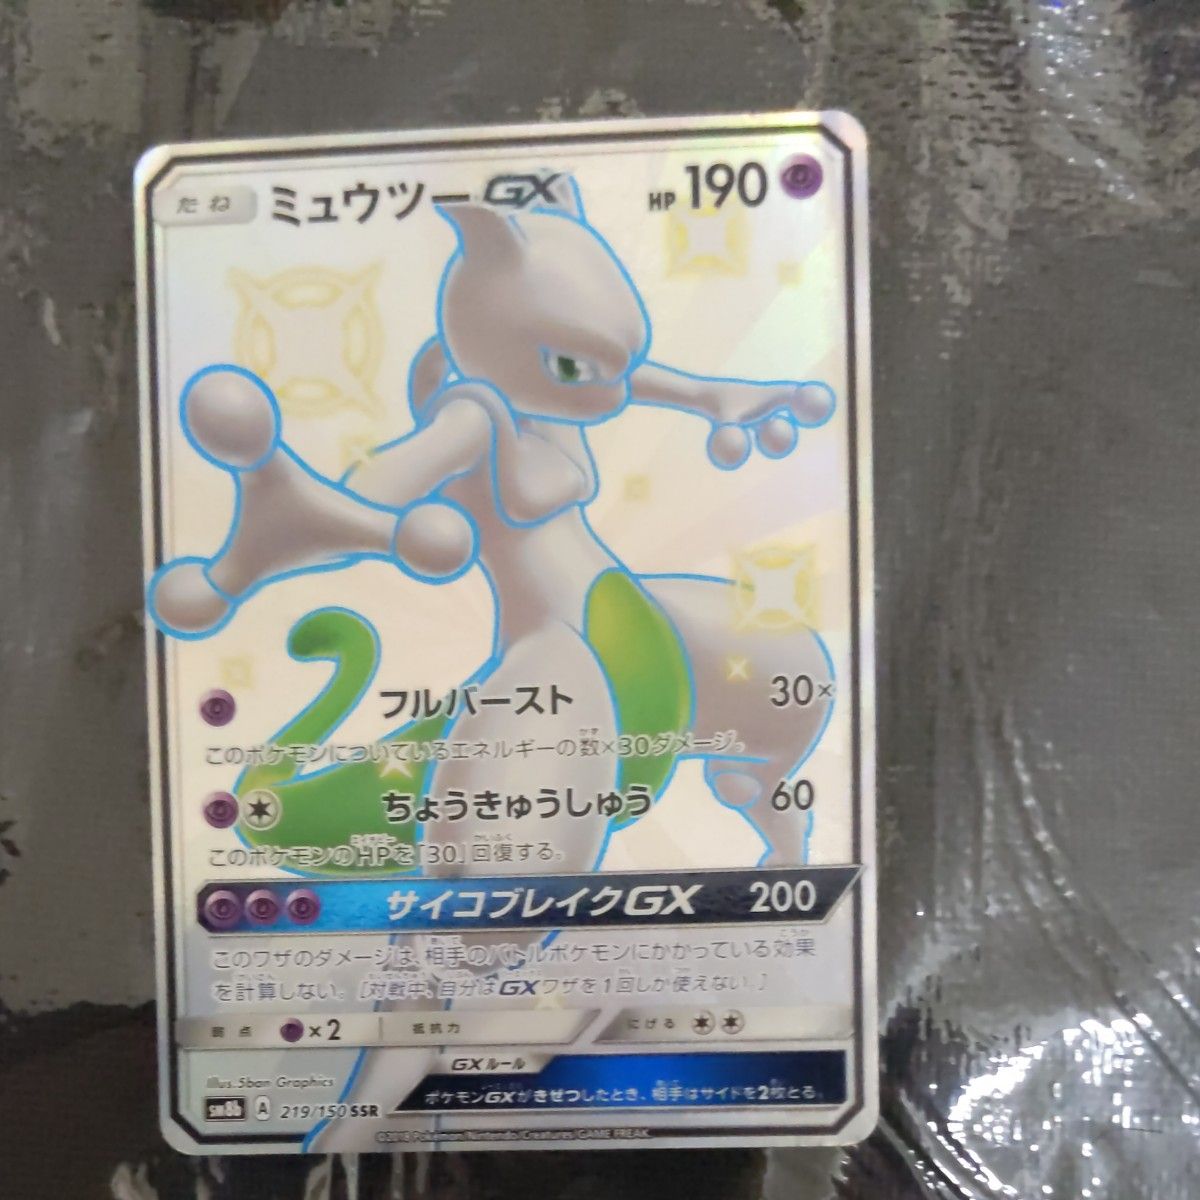 たね ミュウツーGX HP 190
フルバースト 30×
このポケモンについているエネルギーの数×30ダメージ。
ちょうきゅうしゅう 60
このポケモンのHPを「30」回復する。
サイコブレイクGX 200
このワザのダメージは、相手のバトルポケモンにかかっている効果
を計算しない。[対戦中、自分はGXワザを1回しか使えない。]
弱点 ×2 抵抗力 にげる
GXルール
ポケモンGXがきぜつしたとき、相手はサイドを2枚とる。
Illus. 5ban Graphics
sm8b A 219/150 SSR
©2018 Pokémon/Nintendo/Creatures/GAME FREAK.